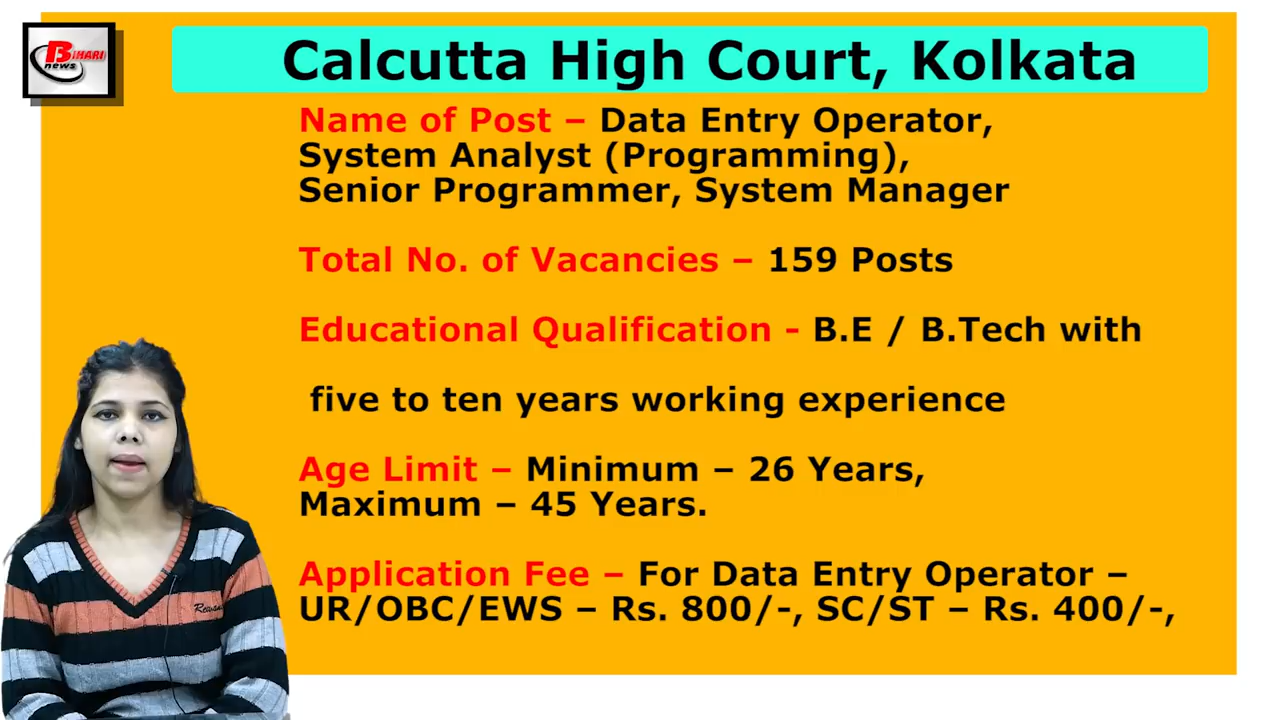 BIHARI
news
Calcutta High Court, Kolkata
Name of Post – Data Entry Operator,
System Analyst (Programming),
Senior Programmer, System Manager
Total No. of Vacancies – 159 Posts
Educational Qualification - B.E / B.Tech with
five to ten years working experience
Age Limit – Minimum – 26 Years,
Maximum – 45 Years.
Application Fee – For Data Entry Operator –
UR/OBC/EWS – Rs. 800/-, SC/ST – Rs. 400/-,